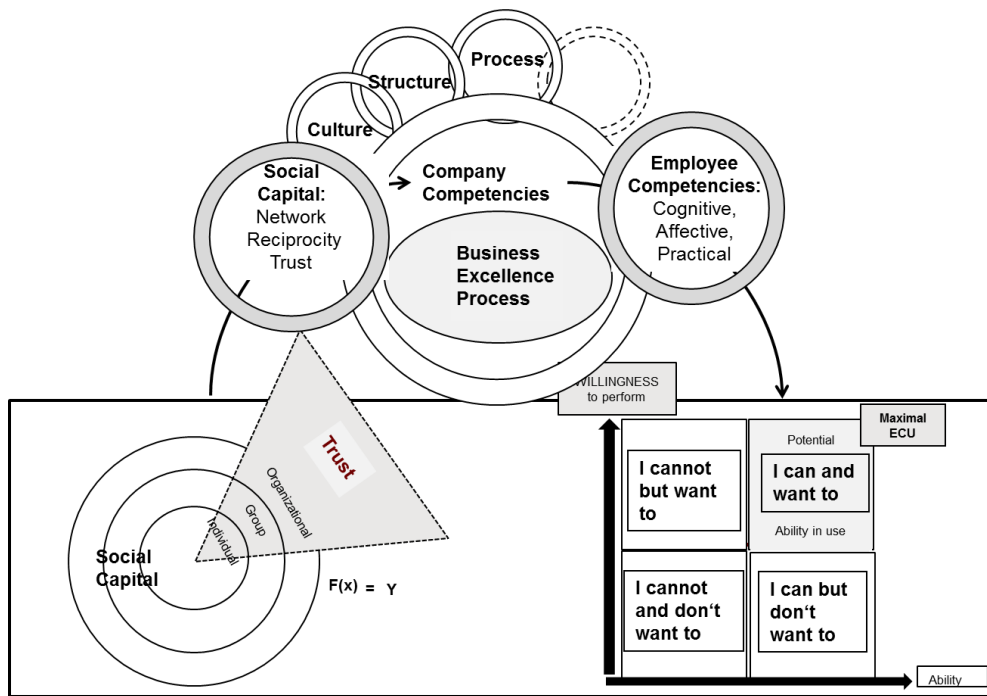 Process
Structure
Culture
Social
Capital:
Network
Reciprocity
Trust
Company
Competencies
Employee
Competencies:
Cognitive,
Affective,
Practical
Business
Excellence
Process
WILLINGNESS
to perform
Maximal
ECU
Trust
Organizational
Group
Individual
Social
Capital
F(x) = Y
Potential
I cannot
but want
to
I can and
want to
Ability in use
I cannot
and don‘t
want to
I can but
don‘t
want to
Ability